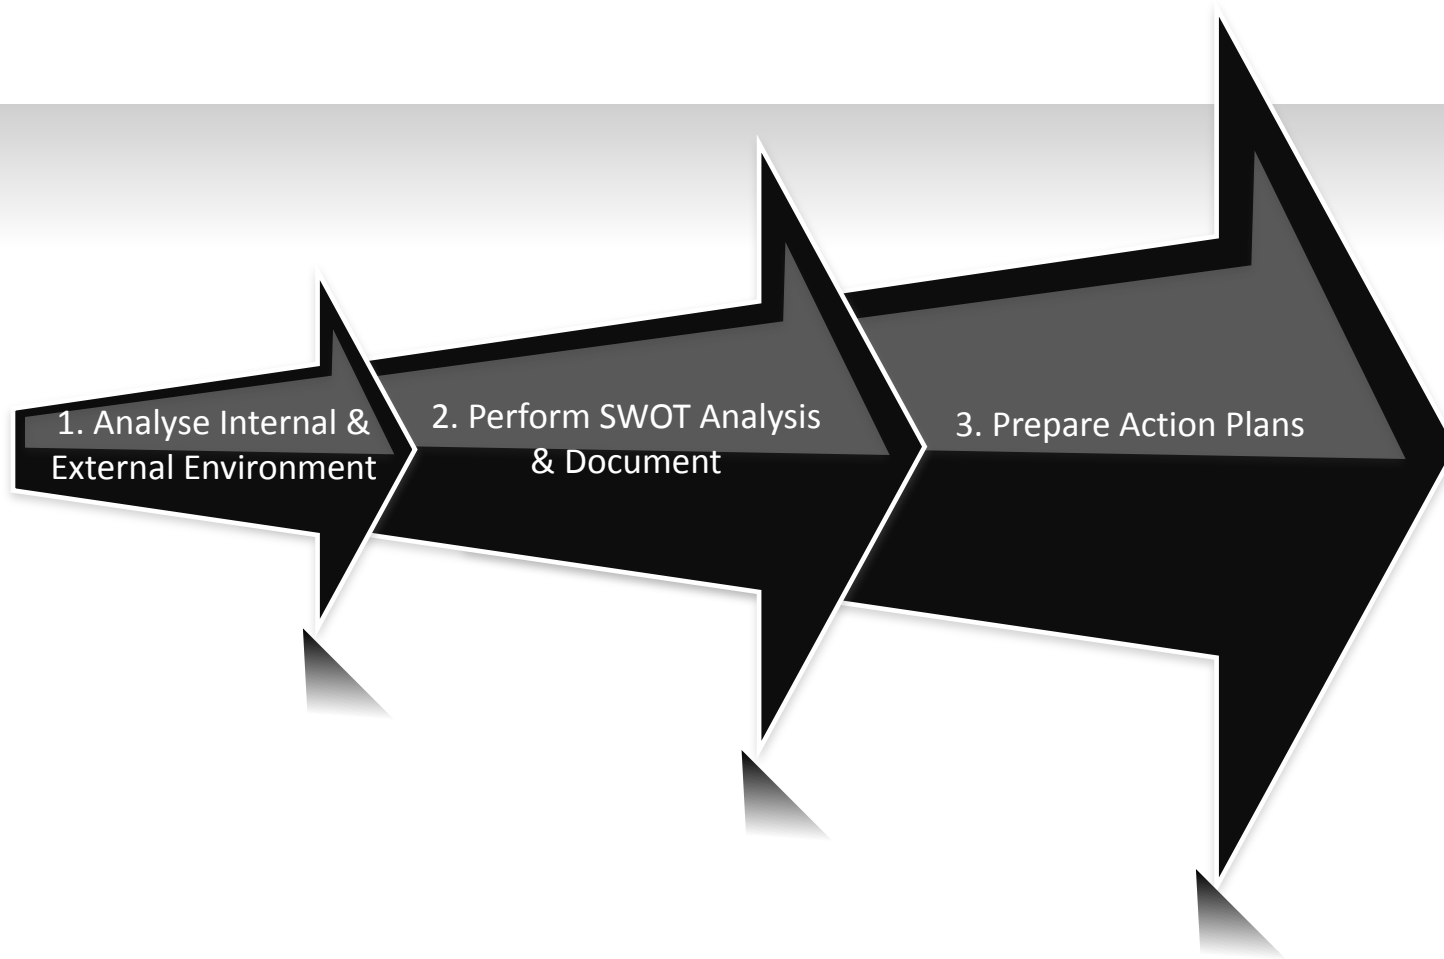 1. Analyse Internal &
External Environment
2. Perform SWOT Analysis
& Document
3. Prepare Action Plans